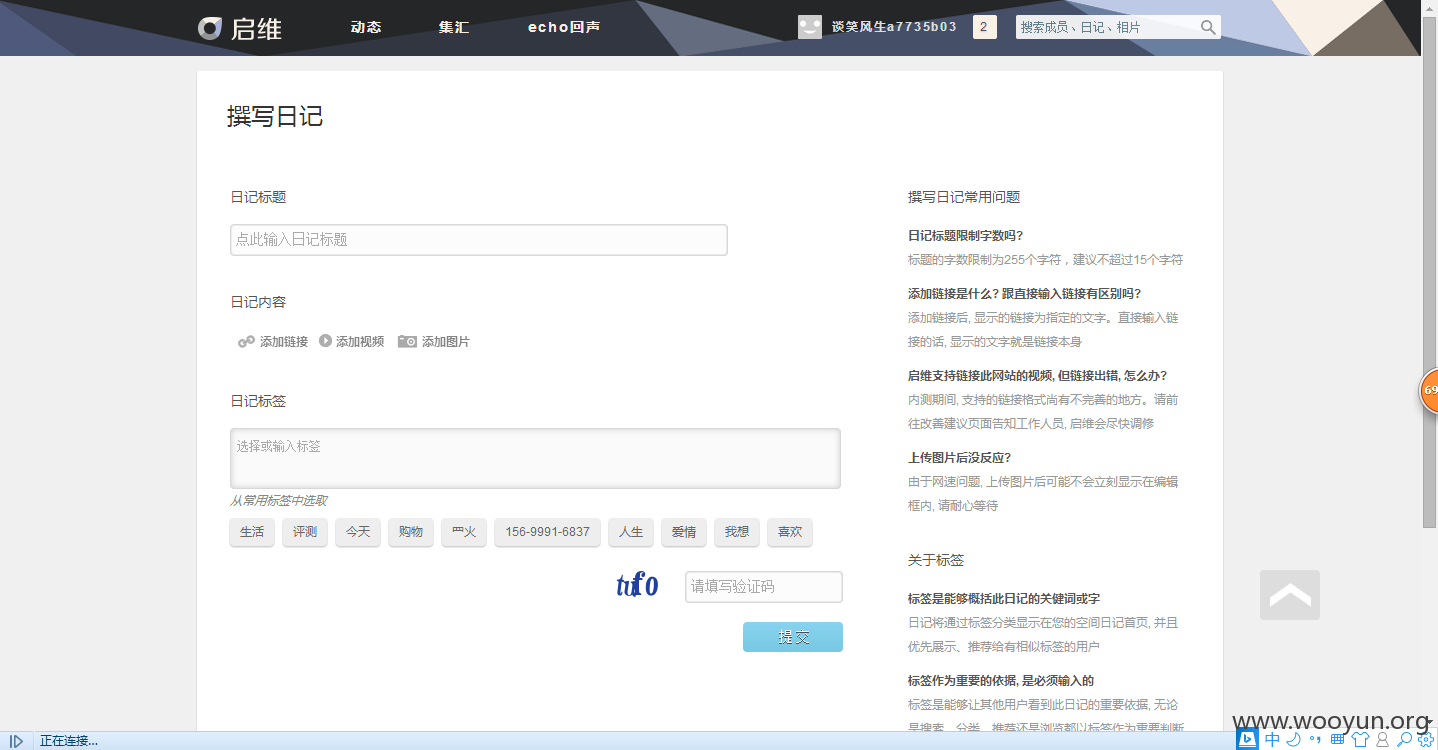 启维
动态 集汇 echo回声
谈笑风生a7735b03 2 搜索成员、日记、相片
撰写日记
日记标题
点此输入日记标题
日记内容
添加链接 添加视频 添加图片
日记标签
选择或输入标签
从常用标签中选取
生活 评测 今天 购物 罒火 156-9991-6837 人生 爱情 我想 喜欢
tufo 请填写验证码
提交
撰写日记常用问题
日记标题限制字数吗?
标题的字数限制为255个字符，建议不超过15个字符
添加链接是什么? 跟直接输入链接有区别吗?
添加链接后, 显示的链接为指定的文字。直接输入链
接的话, 显示的文字就是链接本身
启维支持链接此网站的视频, 但链接出错, 怎么办?
内测期间, 支持的链接格式尚有不完善的地方。请前
往改善建议页面告知工作人员, 启维会尽快调修
上传图片后没反应?
由于网速问题, 上传图片后可能不会立刻显示在编辑
框内, 请耐心等待
关于标签
标签是能够概括此日记的关健词或字
日记将通过标签分类显示在您的空间日记首页, 并且
优先展示、推荐给有相似标签的用户
标签作为重要的依据, 是必须输入的
标签是能够让其他用户看到此日记的重要依据, 无论
是搜索、分类、推荐还是浏览都以标签作为重要判断
69
www.wooyun.org
正在连接...
中